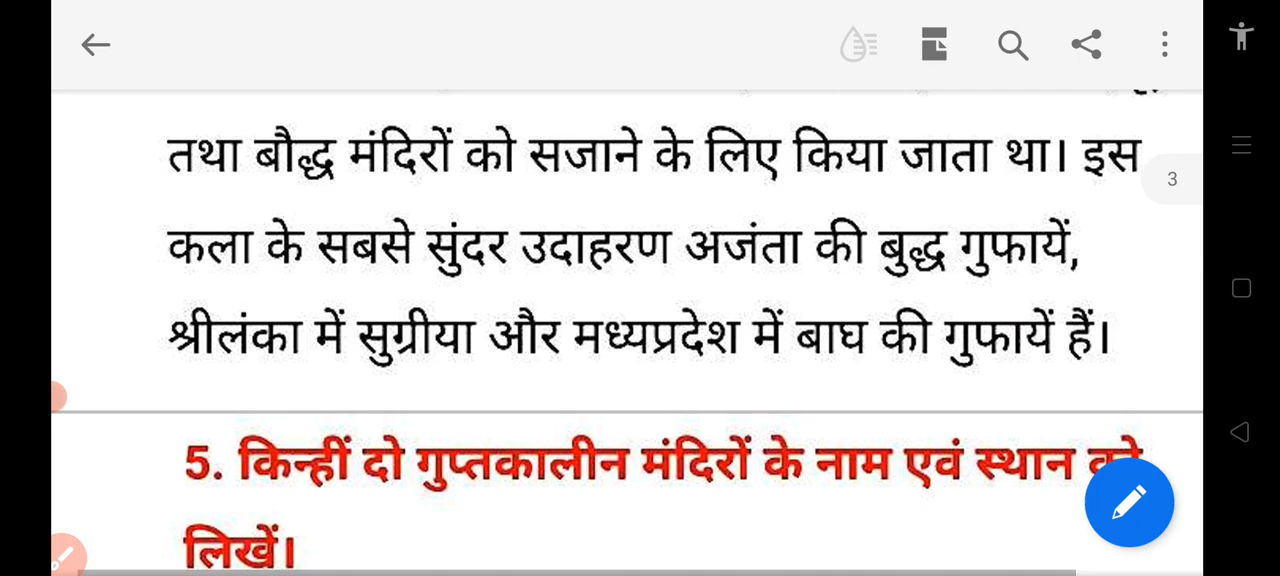 तथा बौद्ध मंदिरों को सजाने के लिए किया जाता था। इस
3
कला के सबसे सुंदर उदाहरण अजंता की बुद्ध गुफायें,
श्रीलंका में सुग्रीया और मध्यप्रदेश में बाघ की गुफायें हैं।
5. किन्हीं दो गुप्तकालीन मंदिरों के नाम एवं स्थान को
लिखें।